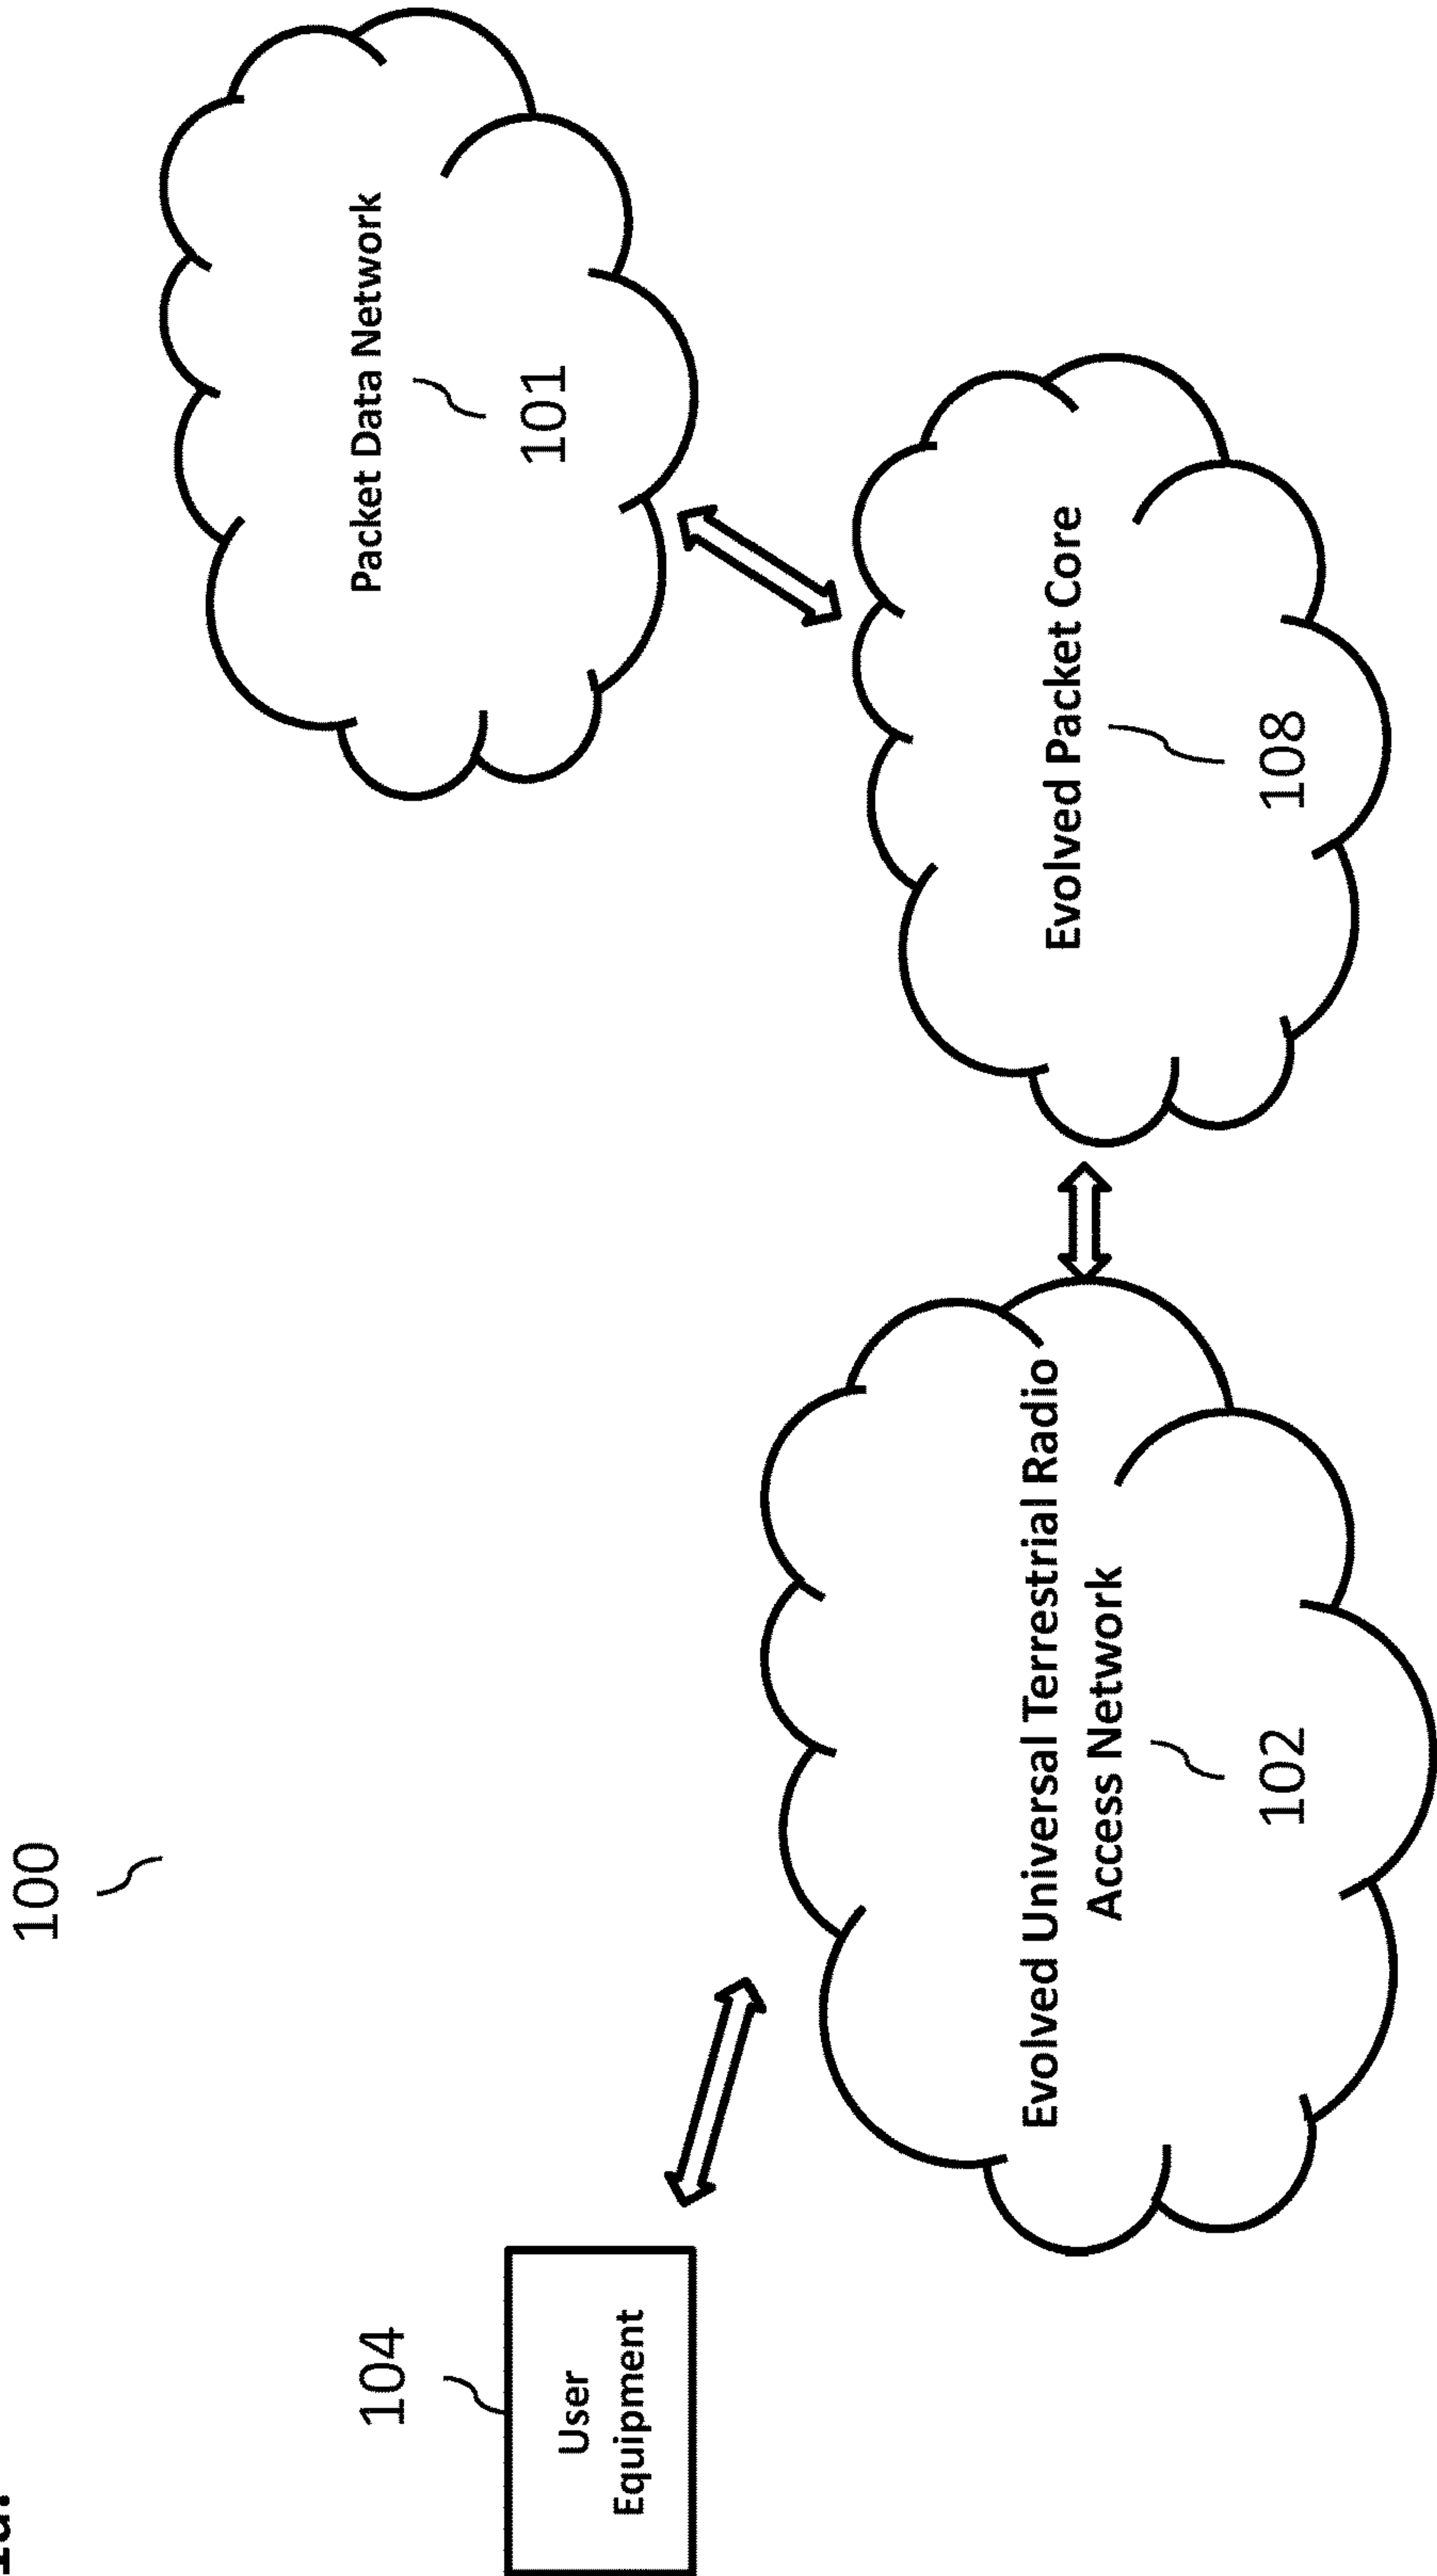 1a.
100
104
User
Equipment
Packet Data Network
101
Evolved Universal Terrestrial Radio
Access Network
102
Evolved Packet Core
108